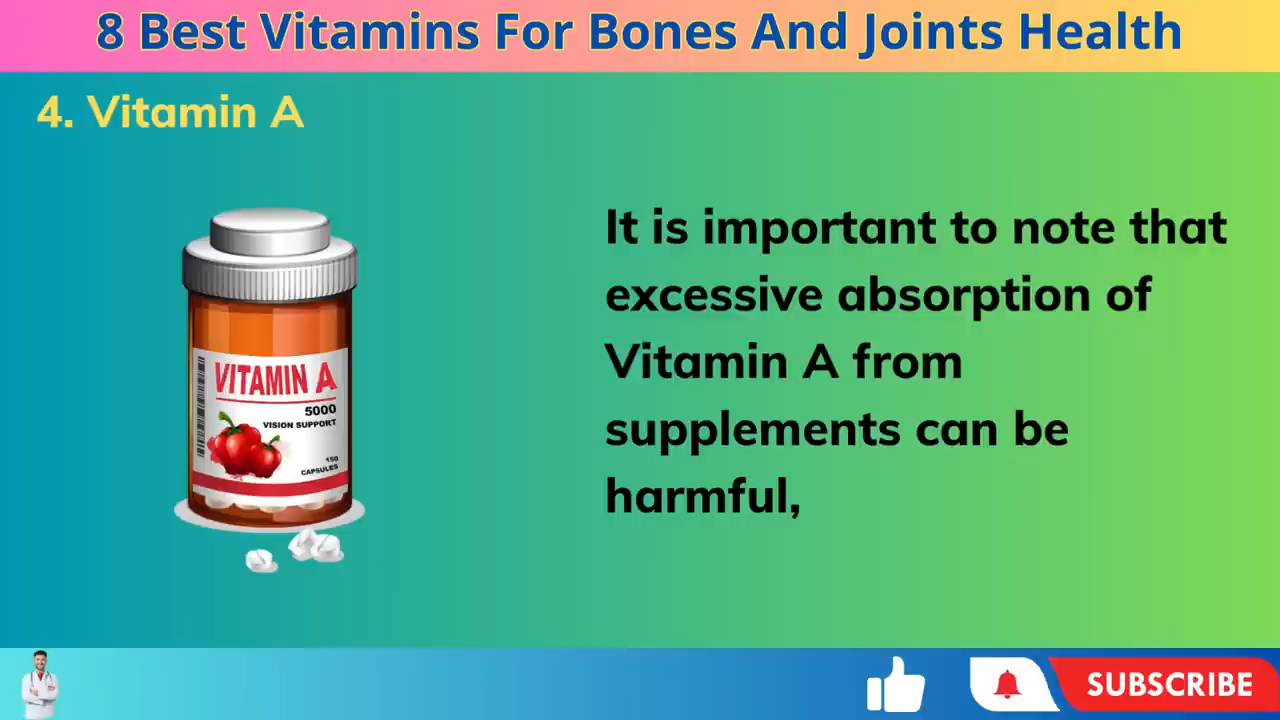 8 Best Vitamins For Bones And Joints Health
4. Vitamin A
It is important to note that
excessive absorption of
Vitamin A from
supplements can be
harmful,
VITAMIN A
5000
VISION SUPPORT
150
CAPSULES
SUBSCRIBE